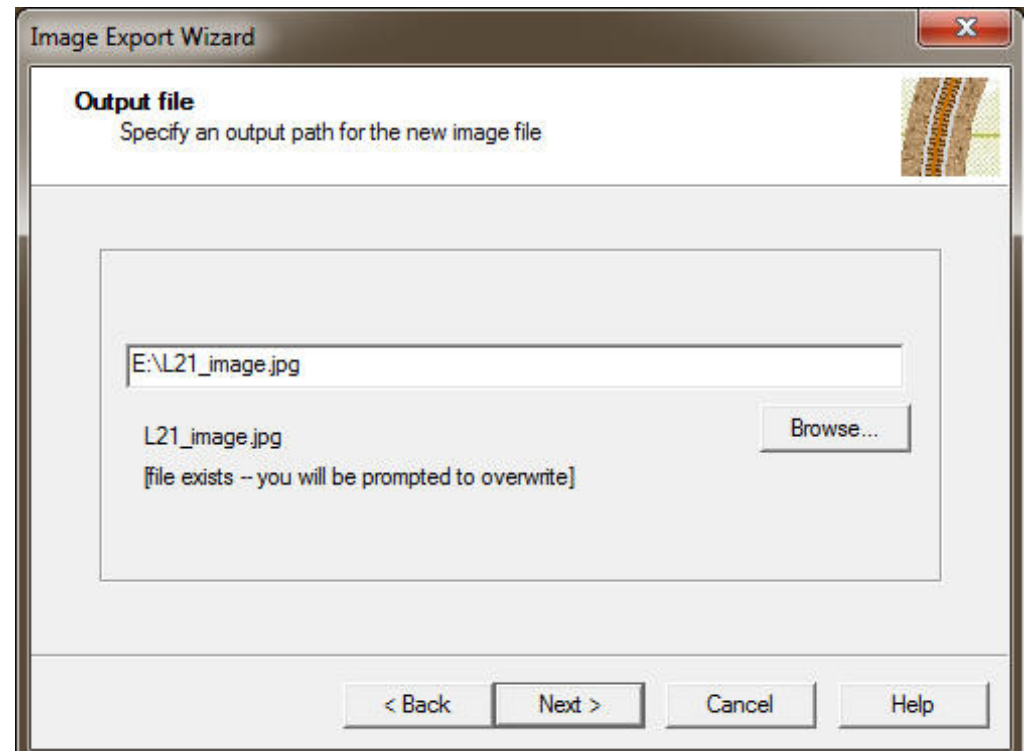 Image Export Wizard
X
Output file
Specify an output path for the new image file
E:\L21_image.jpg
Browse...
L21_image.jpg
[file exists -- you will be prompted to overwrite]
< Back Next > Cancel Help